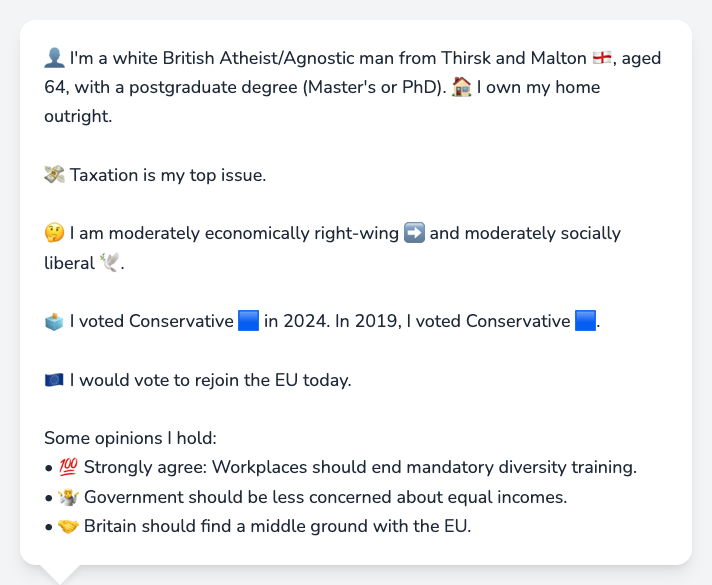 👤 I'm a white British Atheist/Agnostic man from Thirsk and Malton 🏴󠁧󠁢󠁥󠁮󠁧󠁿, aged
64, with a postgraduate degree (Master's or PhD). 🏠 I own my home
outright.
💸 Taxation is my top issue.
🤔 I am moderately economically right-wing ➡️ and moderately socially
liberal 🕊️.
🗳️ I voted Conservative 🟦 in 2024. In 2019, I voted Conservative 🟦.
🇪🇺 I would vote to rejoin the EU today.
Some opinions I hold:
• 💯 Strongly agree: Workplaces should end mandatory diversity training.
• 🤷 Government should be less concerned about equal incomes.
• 🤝 Britain should find a middle ground with the EU.